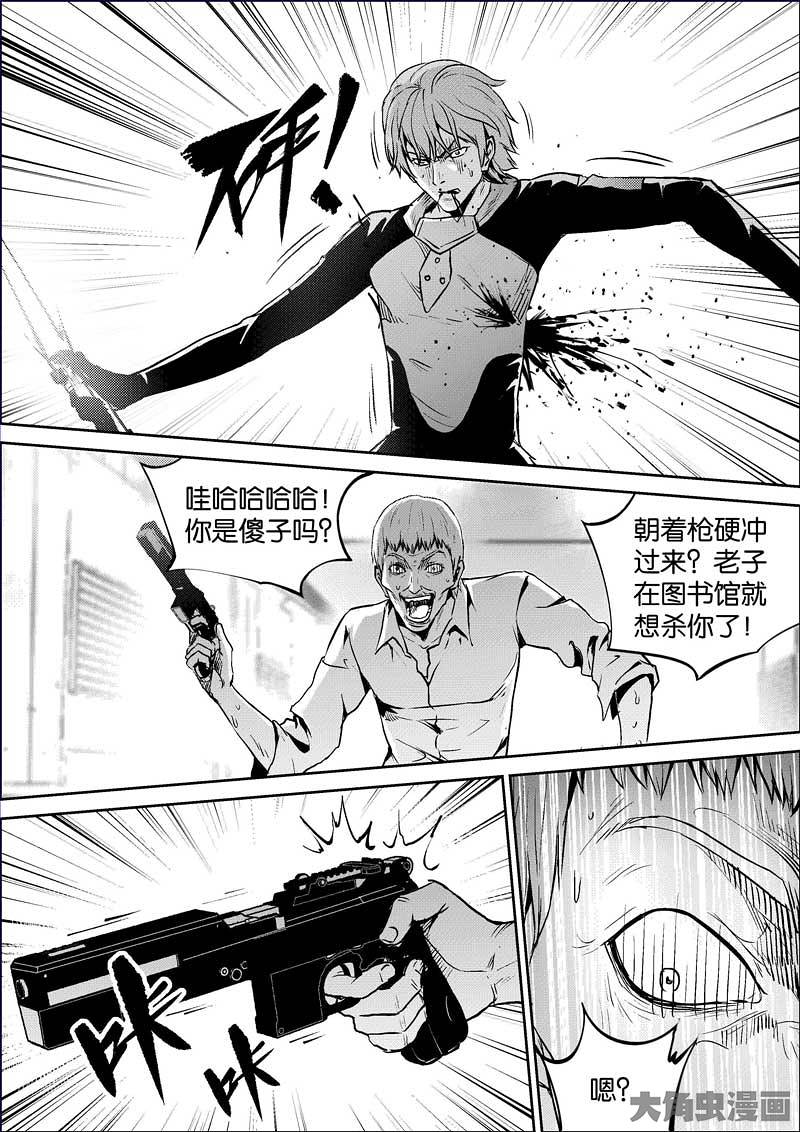 砰！
哇哈哈哈哈！
你是傻子吗？
朝着枪硬冲
过来？老子
在图书馆就
想杀你了！
咔
咔
嗯？
大角虫漫画